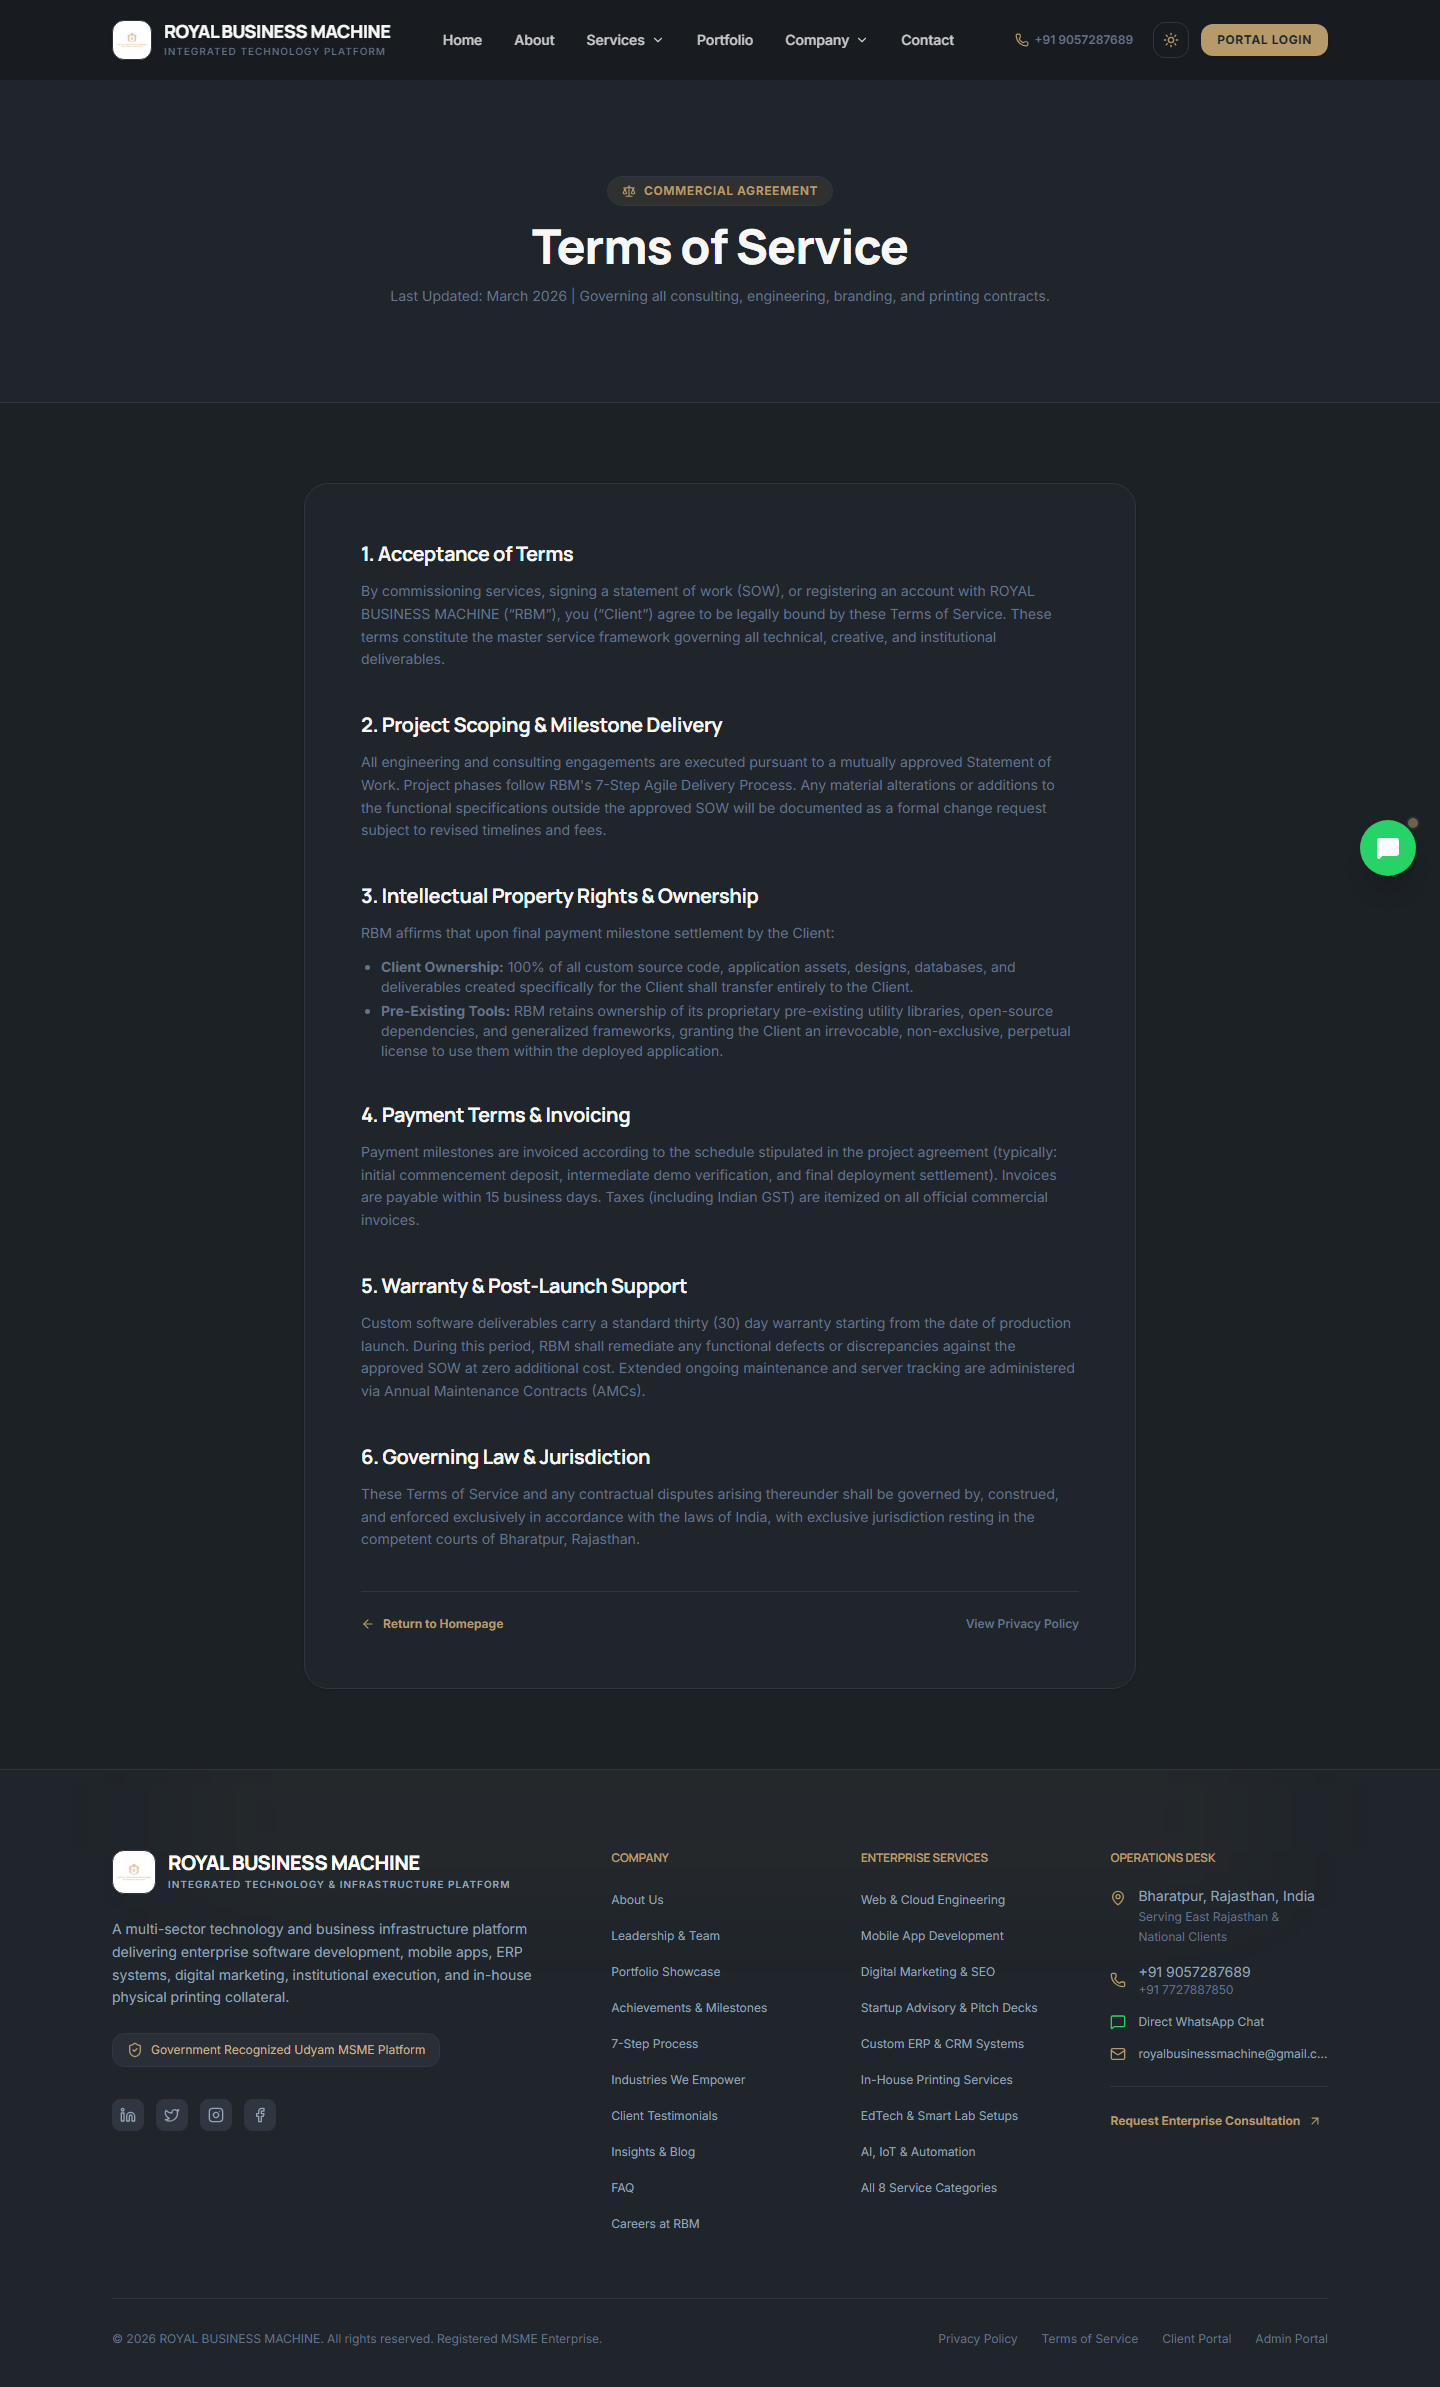 ROYAL BUSINESS MACHINE
INTEGRATED TECHNOLOGY PLATFORM
Home
About
Services
Portfolio
Company
Contact
+91 9057287689
PORTAL LOGIN
COMMERCIAL AGREEMENT
Terms of Service
Last Updated: March 2026 | Governing all consulting, engineering, branding, and printing contracts.
1. Acceptance of Terms
By commissioning services, signing a statement of work (SOW), or registering an account with ROYAL
BUSINESS MACHINE (“RBM”), you (“Client”) agree to be legally bound by these Terms of Service. These
terms constitute the master service framework governing all technical, creative, and institutional
deliverables.
2. Project Scoping & Milestone Delivery
All engineering and consulting engagements are executed pursuant to a mutually approved Statement of
Work. Project phases follow RBM's 7-Step Agile Delivery Process. Any material alterations or additions to
the functional specifications outside the approved SOW will be documented as a formal change request
subject to revised timelines and fees.
3. Intellectual Property Rights & Ownership
RBM affirms that upon final payment milestone settlement by the Client:
• Client Ownership: 100% of all custom source code, application assets, designs, databases, and
deliverables created specifically for the Client shall transfer entirely to the Client.
• Pre-Existing Tools: RBM retains ownership of its proprietary pre-existing utility libraries, open-source
dependencies, and generalized frameworks, granting the Client an irrevocable, non-exclusive, perpetual
license to use them within the deployed application.
4. Payment Terms & Invoicing
Payment milestones are invoiced according to the schedule stipulated in the project agreement (typically:
initial commencement deposit, intermediate demo verification, and final deployment settlement). Invoices
are payable within 15 business days. Taxes (including Indian GST) are itemized on all official commercial
invoices.
5. Warranty & Post-Launch Support
Custom software deliverables carry a standard thirty (30) day warranty starting from the date of production
launch. During this period, RBM shall remediate any functional defects or discrepancies against the
approved SOW at zero additional cost. Extended ongoing maintenance and server tracking are administered
via Annual Maintenance Contracts (AMCs).
6. Governing Law & Jurisdiction
These Terms of Service and any contractual disputes arising thereunder shall be governed by, construed,
and enforced exclusively in accordance with the laws of India, with exclusive jurisdiction resting in the
competent courts of Bharatpur, Rajasthan.
Return to Homepage
View Privacy Policy
ROYAL BUSINESS MACHINE
INTEGRATED TECHNOLOGY & INFRASTRUCTURE PLATFORM
A multi-sector technology and business infrastructure platform
delivering enterprise software development, mobile apps, ERP
systems, digital marketing, institutional execution, and in-house
physical printing collateral.
Government Recognized Udyam MSME Platform
COMPANY
About Us
Leadership & Team
Portfolio Showcase
Achievements & Milestones
7-Step Process
Industries We Empower
Client Testimonials
Insights & Blog
FAQ
Careers at RBM
ENTERPRISE SERVICES
Web & Cloud Engineering
Mobile App Development
Digital Marketing & SEO
Startup Advisory & Pitch Decks
Custom ERP & CRM Systems
In-House Printing Services
EdTech & Smart Lab Setups
AI, IoT & Automation
All 8 Service Categories
OPERATIONS DESK
Bharatpur, Rajasthan, India
Serving East Rajasthan &
National Clients
+91 9057287689
+91 7727887850
Direct WhatsApp Chat
royalbusinessmachine@gmail.c...
Request Enterprise Consultation
© 2026 ROYAL BUSINESS MACHINE. All rights reserved. Registered MSME Enterprise.
Privacy Policy
Terms of Service
Client Portal
Admin Portal